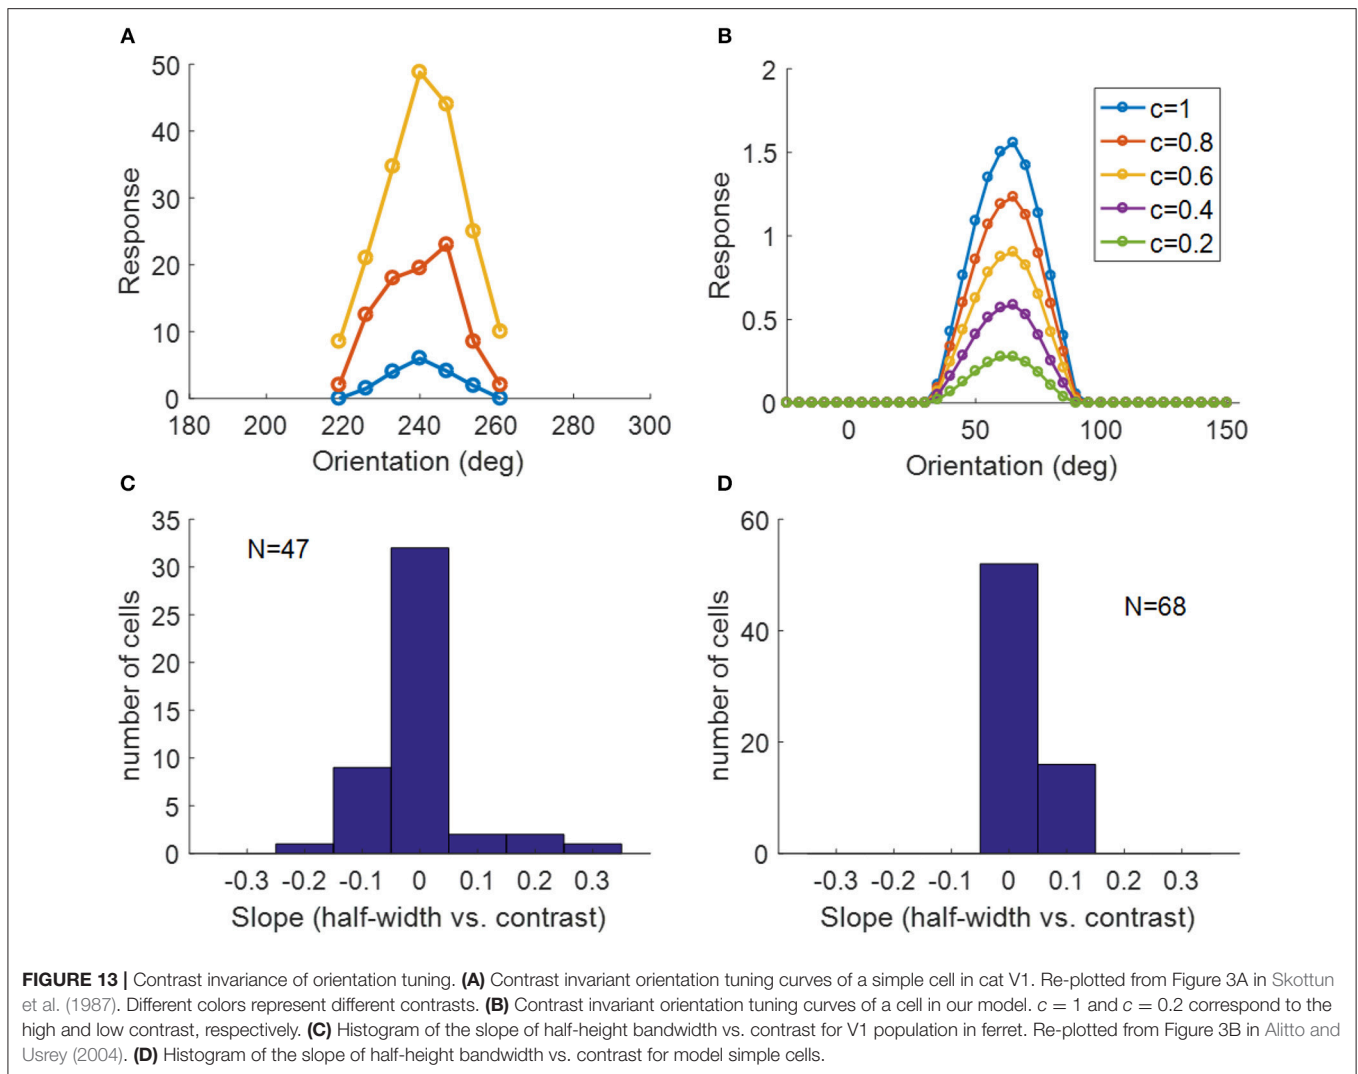 A
50
40
30
20
10
0
Response
180 200 220 240 260 280 300
Orientation (deg)
B
2
1.5
1
0.5
0
Response
c=1
c=0.8
c=0.6
c=0.4
c=0.2
0 50 100 150
Orientation (deg)
C
35
30
25
20
15
10
5
0
number of cells
N=47
-0.3 -0.2 -0.1 0 0.1 0.2 0.3
Slope (half-width vs. contrast)
D
60
40
20
0
number of cells
N=68
-0.3 -0.2 -0.1 0 0.1 0.2 0.3
Slope (half-width vs. contrast)
FIGURE 13 | Contrast invariance of orientation tuning. (A) Contrast invariant orientation tuning curves of a simple cell in cat V1. Re-plotted from Figure 3A in Skottun
et al. (1987). Different colors represent different contrasts. (B) Contrast invariant orientation tuning curves of a cell in our model. c = 1 and c = 0.2 correspond to the
high and low contrast, respectively. (C) Histogram of the slope of half-height bandwidth vs. contrast for V1 population in ferret. Re-plotted from Figure 3B in Alitto and
Usrey (2004). (D) Histogram of the slope of half-height bandwidth vs. contrast for model simple cells.